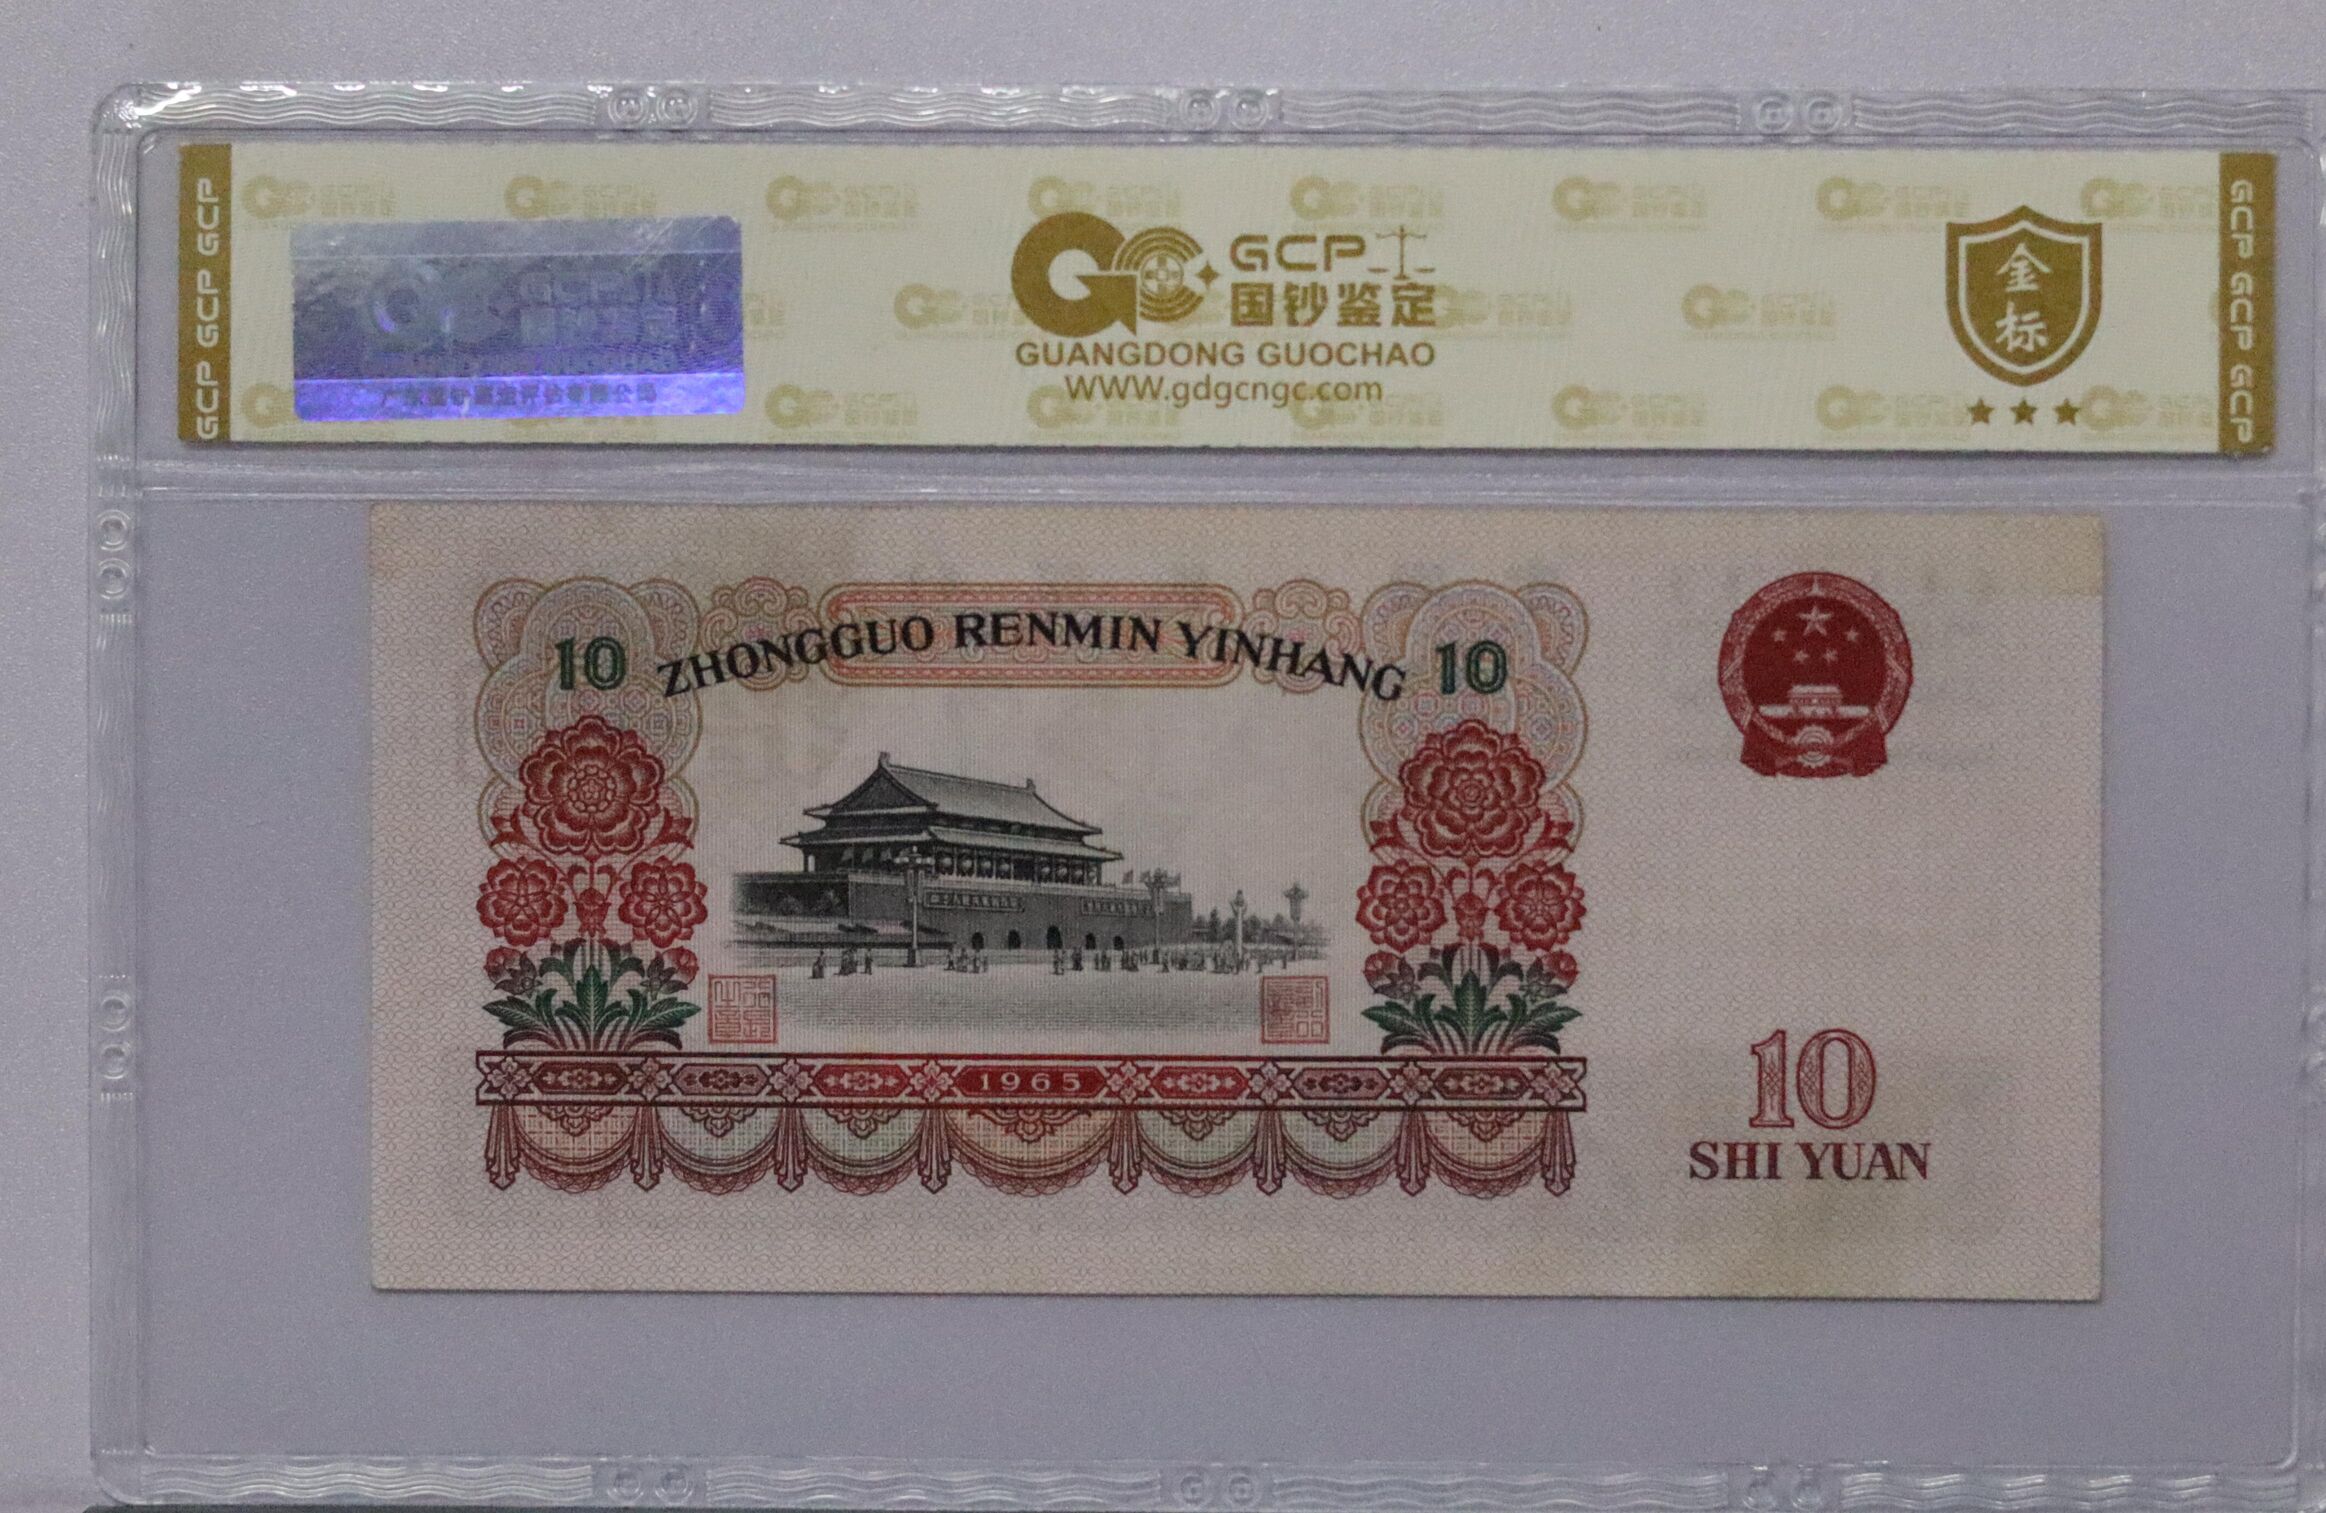 GCP GCP GCP
GCP 国钞鉴定
GUANGDONG GUOCHAO
WWW.gdgcngc.com
金标
GCP GCP GCP
ZHONGGUO RENMIN YINHANG
10
10
1965
10
SHI YUAN